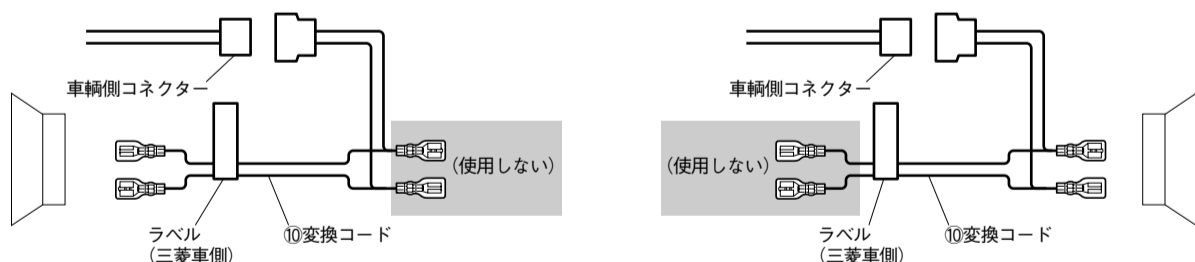 車輌側コネクター
(使用しない)
ラベル
(三菱車側)
⑩変換コード
車輌側コネクター
(使用しない)
ラベル
(三菱車側)
⑩変換コード